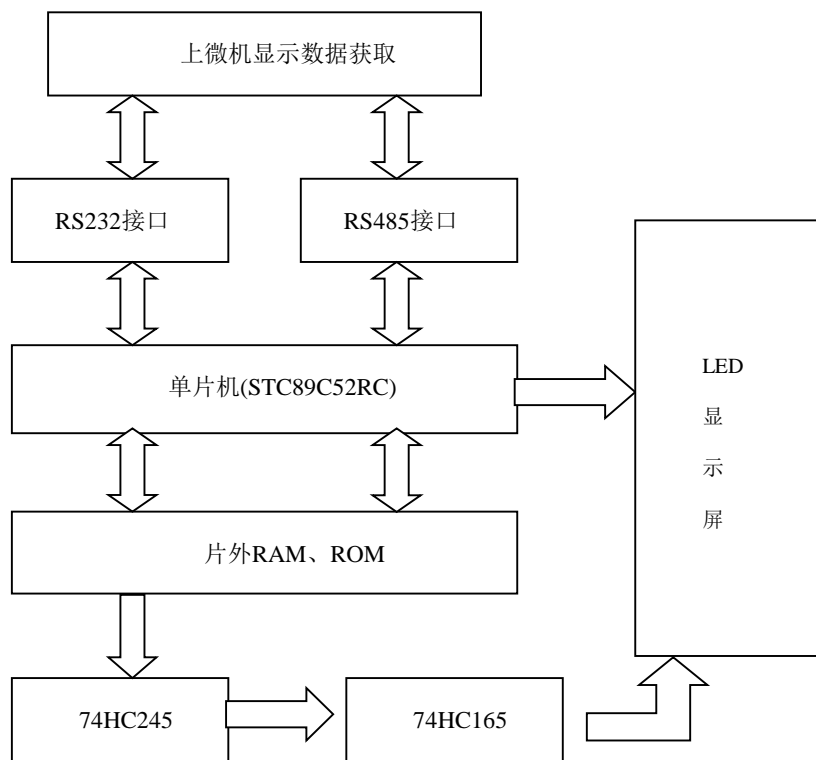 上微机显示数据获取
RS232接口
RS485接口
单片机(STC89C52RC)
LED
显
示
屏
片外RAM、ROM
74HC245
74HC165